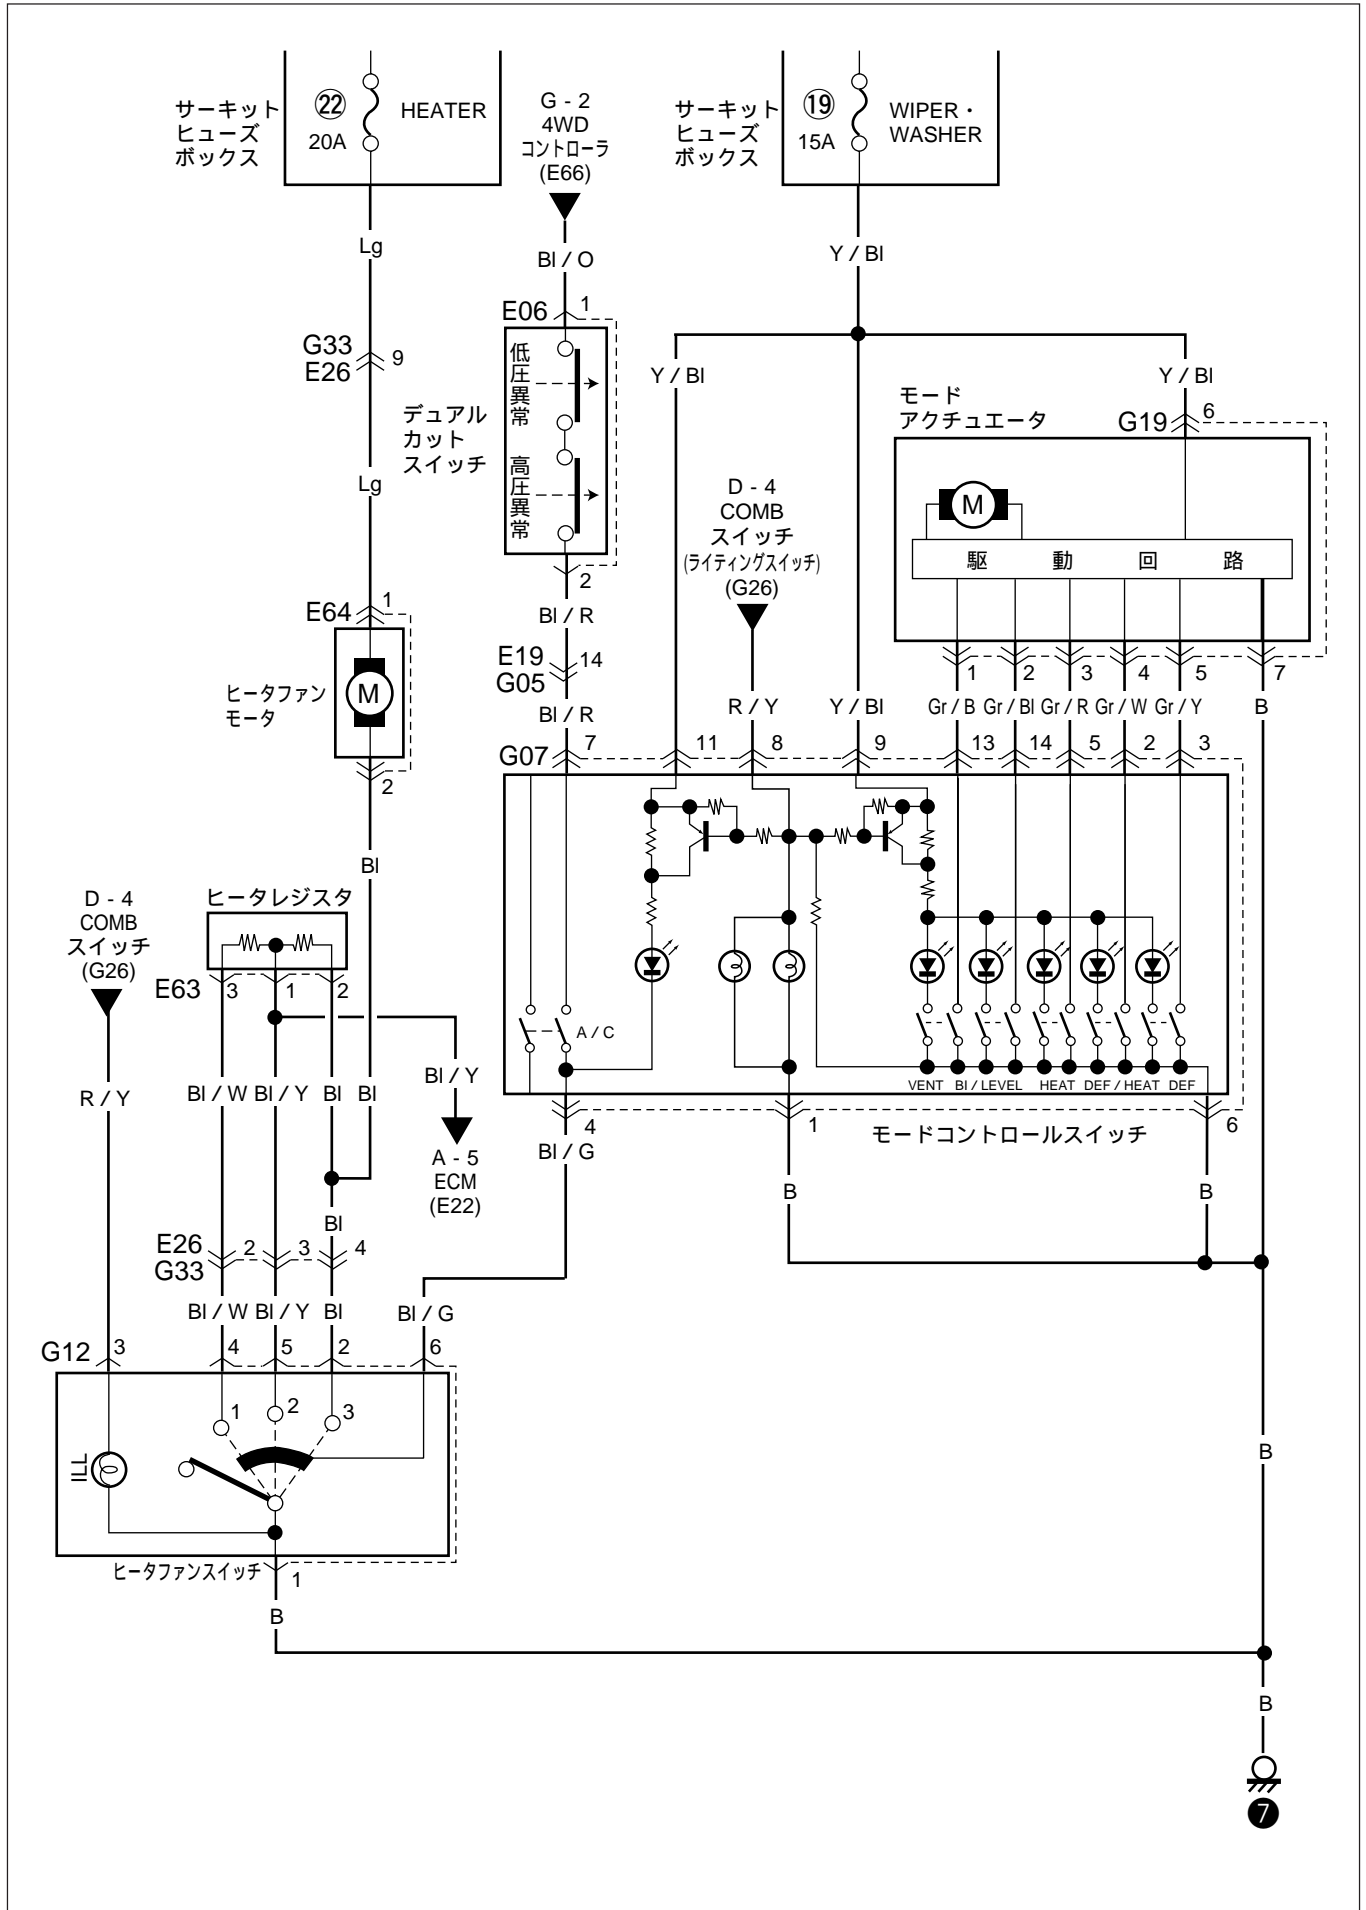 サーキット
ヒューズ
ボックス
22
20A
HEATER
G - 2
4WD
コントローラ
(E66)
サーキット
ヒューズ
ボックス
19
15A
WIPER・
WASHER
Lg
Bl / O
Y / Bl
E06
1
G33
E26
9
低圧異常
高圧異常
デュアル
カット
スイッチ
Y / Bl
Y / Bl
モード
アクチュエータ
G19
6
M
駆動回路
Lg
D - 4
COMB
スイッチ
(ライティングスイッチ)
(G26)
2
Bl / R
E64
1
M
ヒータファン
モータ
2
E19
G05
14
Bl / R
R / Y
Y / Bl
1
2
3
4
5
7
Gr / B
Gr / Bl
Gr / R
Gr / W
Gr / Y
B
G07
7
11
8
9
13
14
5
2
3
Bl
D - 4
COMB
スイッチ
(G26)
ヒータレジスタ
E63
3
1
2
A / C
VENT
BI / LEVEL
HEAT
DEF / HEAT
DEF
R / Y
Bl / W
Bl / Y
Bl
Bl
Bl / Y
A - 5
ECM
(E22)
4
1
6
モードコントロールスイッチ
Bl / G
B
B
Bl
E26
G33
2
3
4
Bl / W
Bl / Y
Bl
Bl / G
G12
3
4
5
2
6
1
2
3
ILL
ヒータファンスイッチ
1
B
B
B
7